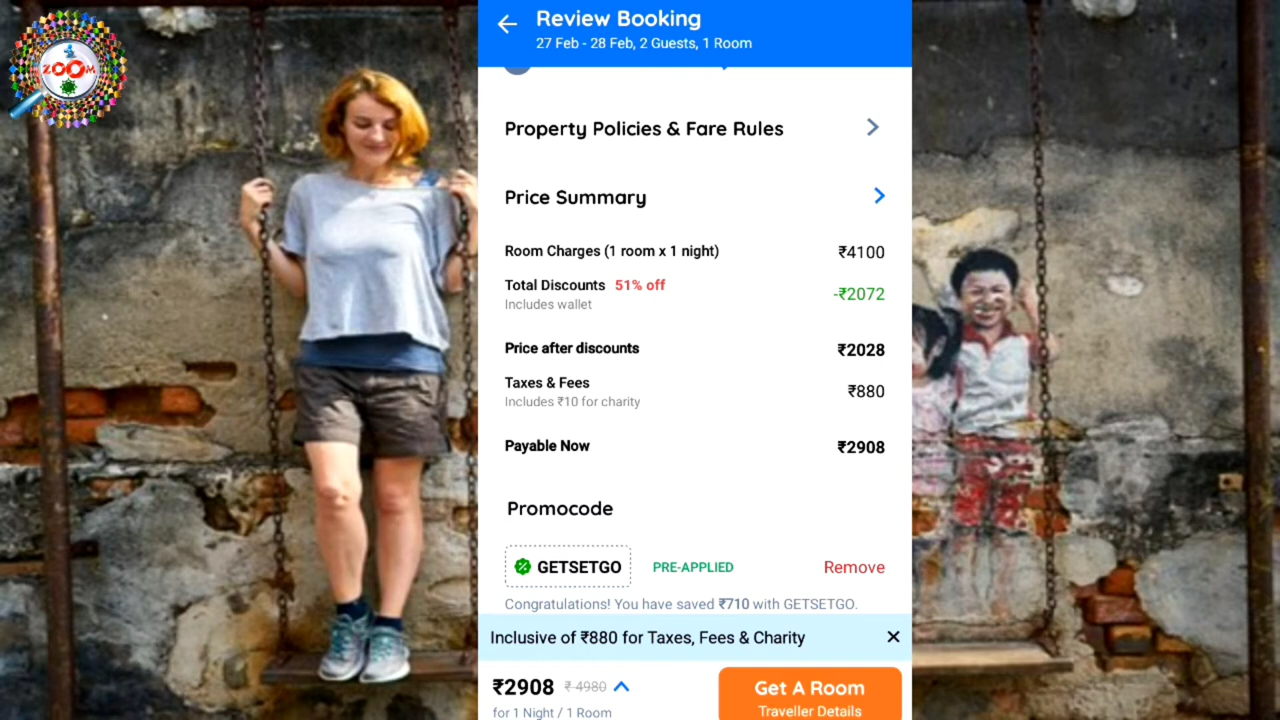 ZOOM
Review Booking
27 Feb - 28 Feb, 2 Guests, 1 Room
Property Policies & Fare Rules
Price Summary
Room Charges (1 room x 1 night) ₹4100
Total Discounts 51% off -₹2072
Includes wallet
Price after discounts ₹2028
Taxes & Fees ₹880
Includes ₹10 for charity
Payable Now ₹2908
Promocode
GETSETGO PRE-APPLIED Remove
Congratulations! You have saved ₹710 with GETSETGO.
Inclusive of ₹880 for Taxes, Fees & Charity
₹2908 ₹ 4980 Get A Room
for 1 Night / 1 Room Traveller Details